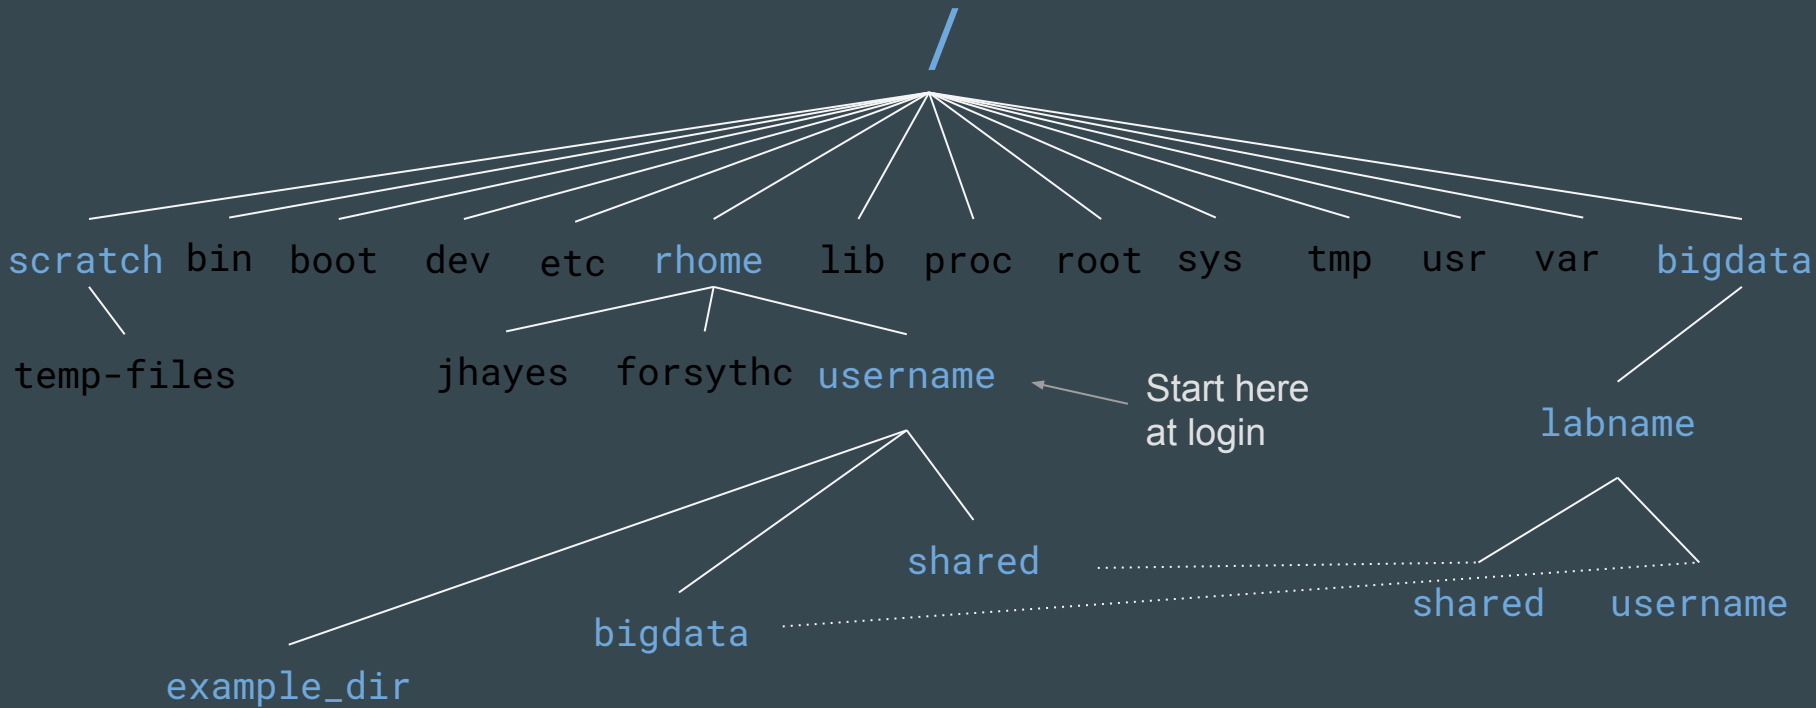 /
scratch bin boot dev etc rhome lib proc root sys tmp usr var bigdata
temp-files jhayes forsythc username
Start here
at login
labname
shared
shared username
bigdata
example_dir